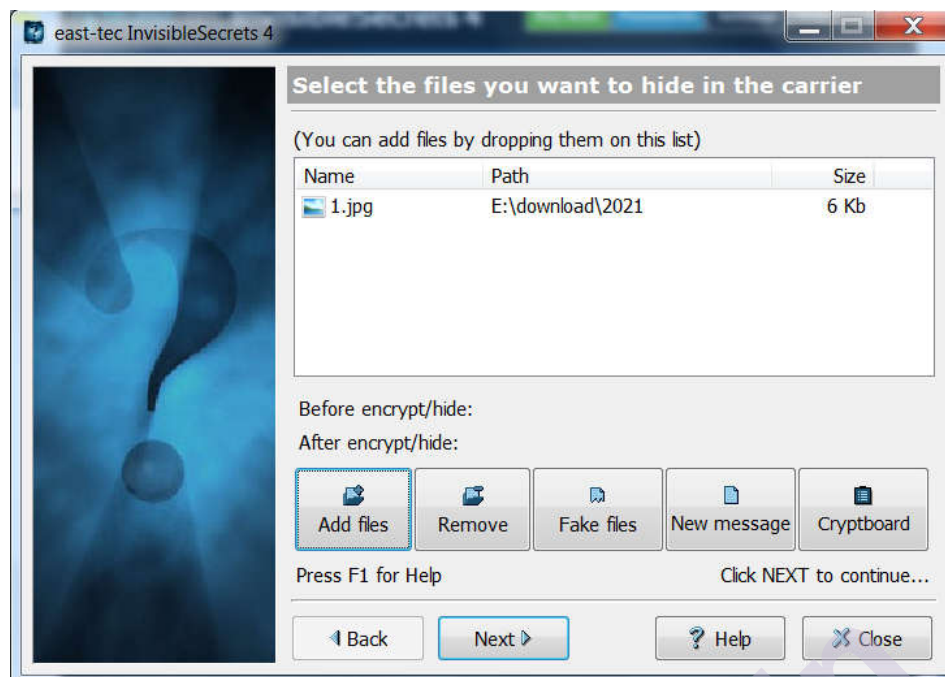 east-tec InvisibleSecrets 4
Select the files you want to hide in the carrier
(You can add files by dropping them on this list)
Name Path Size
1.jpg E:\download\2021 6 Kb
Before encrypt/hide:
After encrypt/hide:
Add files Remove Fake files New message Cryptboard
Press F1 for Help Click NEXT to continue...
Back Next Help Close